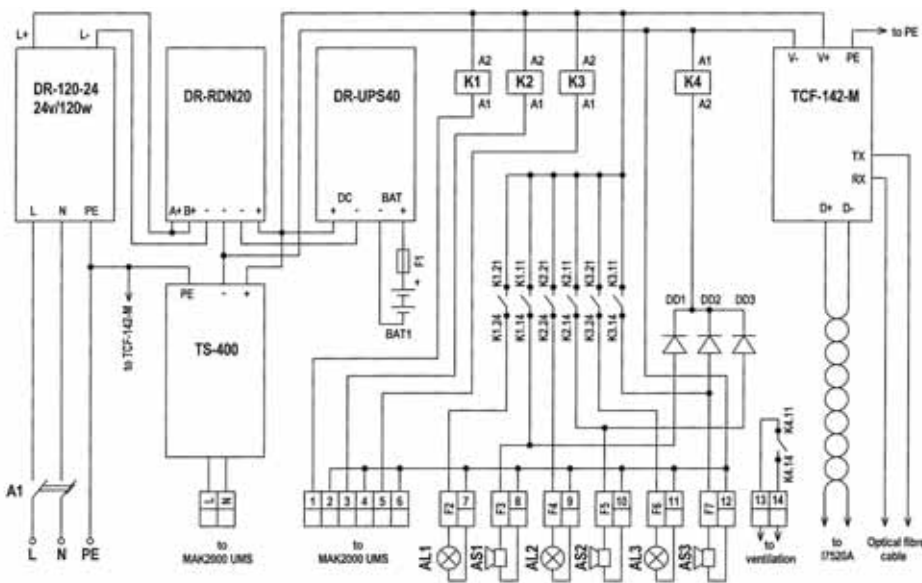 L+
L-
DR-120-24
24v/120w
L N PE
DR-RDN20
A+ B+ - - - +
DR-UPS40
DC BAT
+ - - +
F1
+
BAT1
A2 A2 A2 A1
K1 K2 K3 K4
A1 A1 A1 A2
to PE
V- V+ PE
TCF-142-M
TX
RX
D+ D-
PE - +
TS-400
L N
to TCF-142-M
K1.21 K1.11 K2.21 K2.11 K3.21 K3.11
K1.24 K1.14 K2.24 K2.14 K3.24 K3.14
DD1 DD2 DD3
K4.11
K4.14
A1
L N PE
to
MAK2000 UMS
1 2 3 4 5 6
to
MAK2000 UMS
F2 7 F3 8 F4 9 F5 10 F6 11 F7 12
13 14
AL1 AS1 AL2 AS2 AL3 AS3
to
ventilation
to
I7520A
Optical fibre
cable